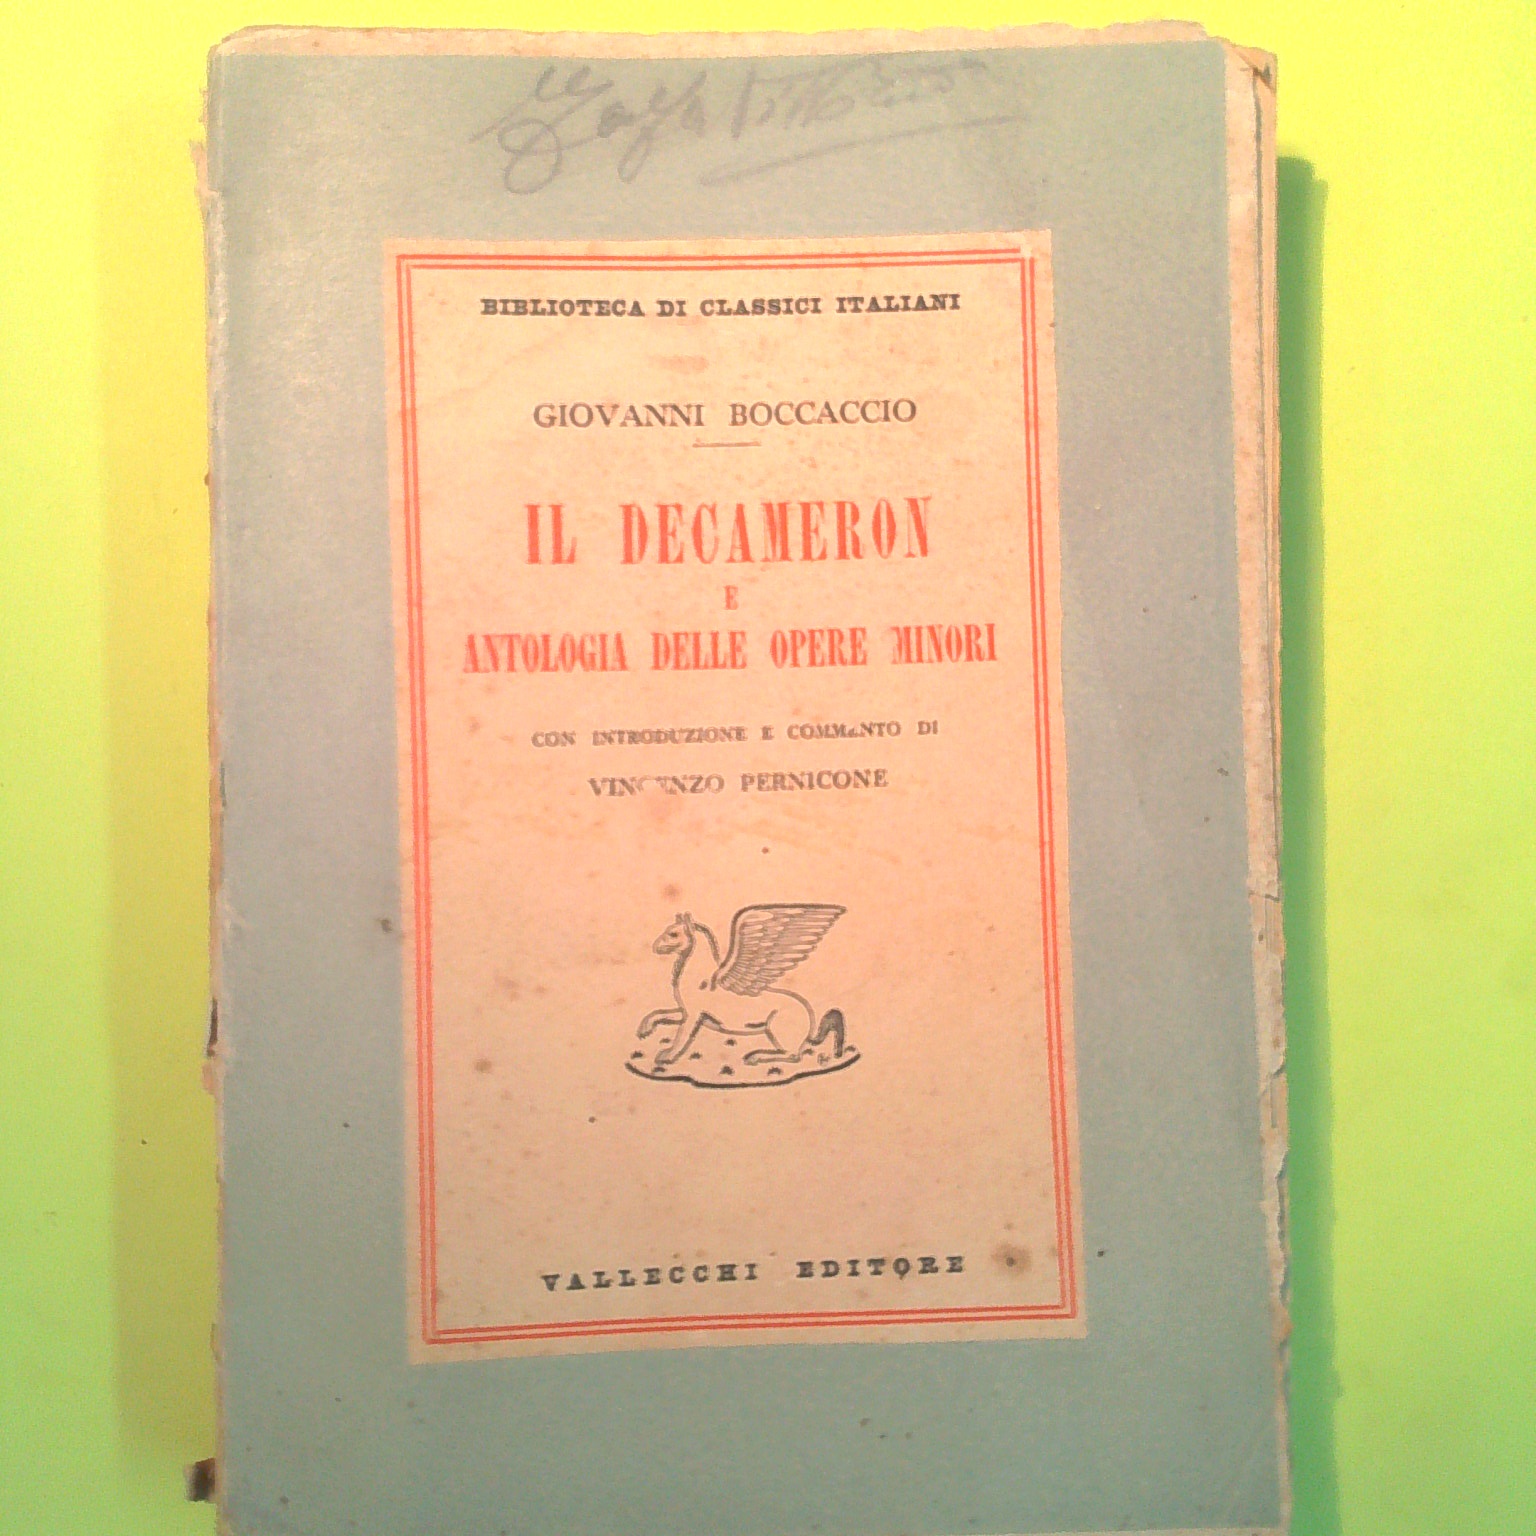 BIBLIOTECA DI CLASSICI ITALIANI
GIOVANNI BOCCACCIO
IL DECAMERON
E
ANTOLOGIA DELLE OPERE MINORI
CON INTRODUZIONE E COMMENTO DI
VINCENZO PERNICONE
VALLECCHI EDITORE